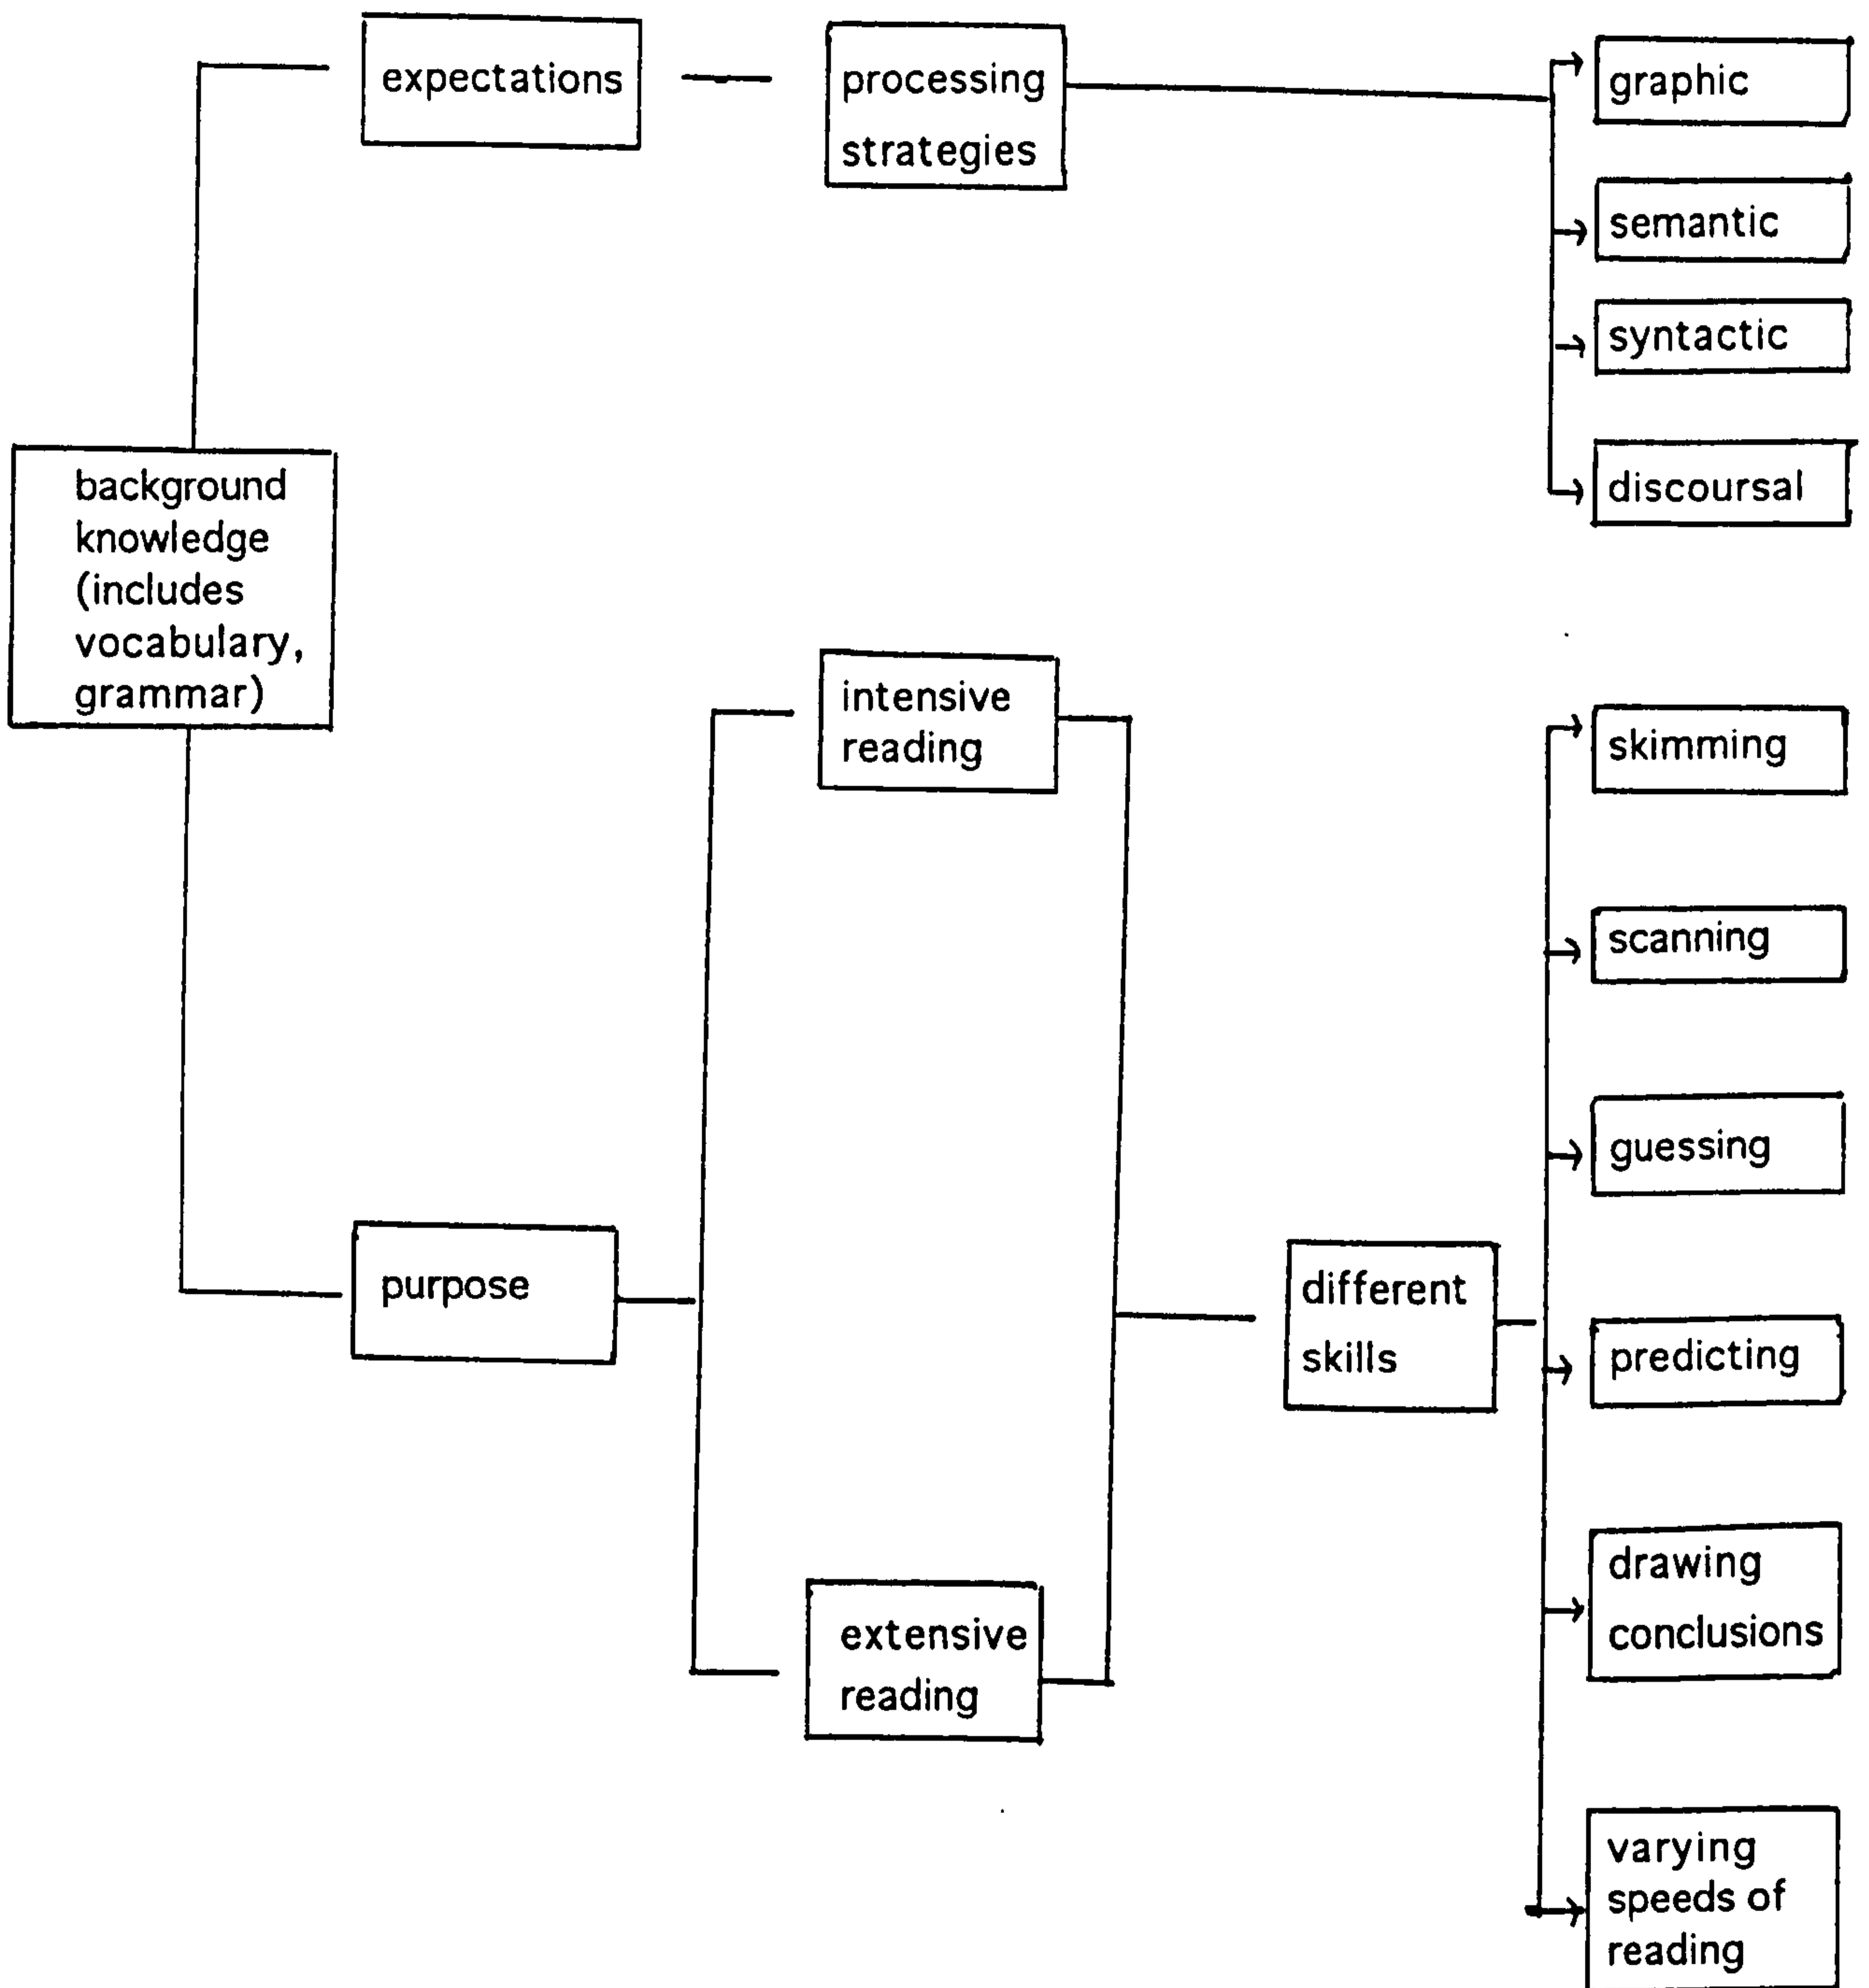 expectations
processing
strategies
graphic
semantic
syntactic
discoursal
background
knowledge
(includes
vocabulary,
grammar)
intensive
reading
skimming
scanning
guessing
purpose
different
skills
predicting
extensive
reading
drawing
conclusions
varying
speeds of
reading